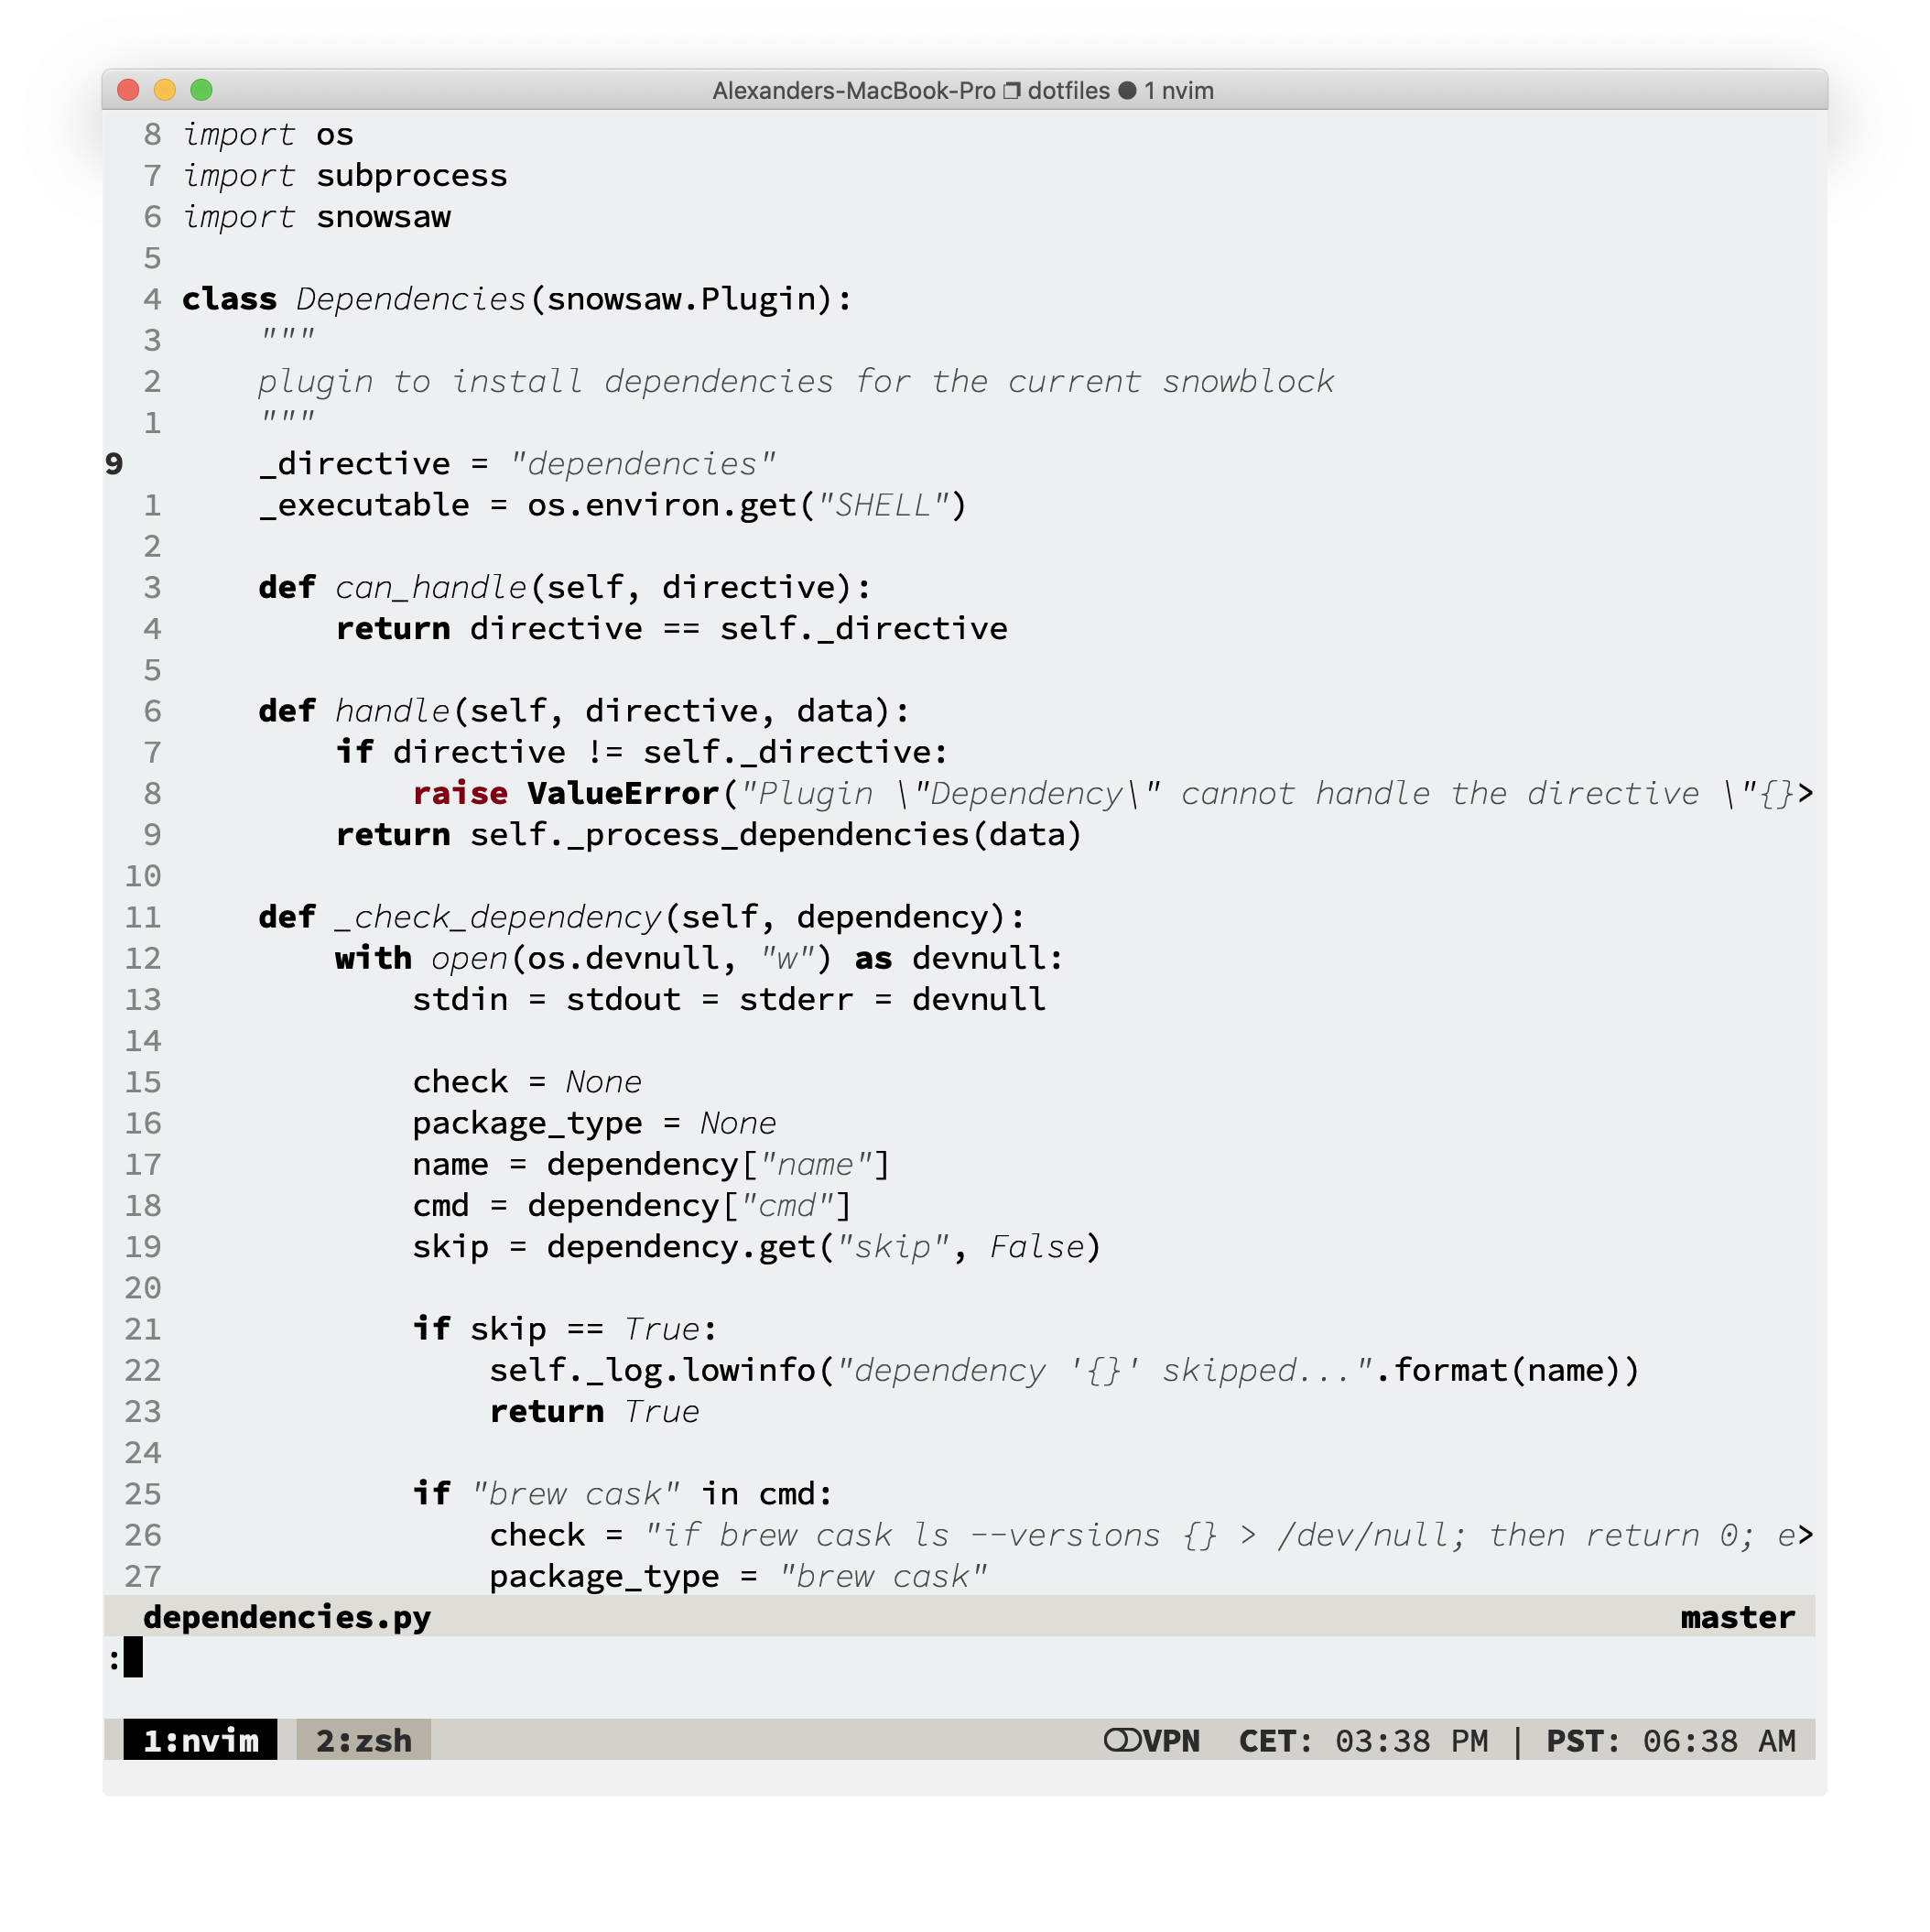 Alexanders-MacBook-Pro ❐ dotfiles ● 1 nvim
  8 import os
  7 import subprocess
  6 import snowsaw
  5
  4 class Dependencies(snowsaw.Plugin):
  3     """
  2     plugin to install dependencies for the current snowblock
  1     """
9       _directive = "dependencies"
  1     _executable = os.environ.get("SHELL")
  2
  3     def can_handle(self, directive):
  4         return directive == self._directive
  5
  6     def handle(self, directive, data):
  7         if directive != self._directive:
  8             raise ValueError("Plugin \"Dependency\" cannot handle the directive \"{}>
  9         return self._process_dependencies(data)
 10
 11     def _check_dependency(self, dependency):
 12         with open(os.devnull, "w") as devnull:
 13             stdin = stdout = stderr = devnull
 14
 15             check = None
 16             package_type = None
 17             name = dependency["name"]
 18             cmd = dependency["cmd"]
 19             skip = dependency.get("skip", False)
 20
 21             if skip == True:
 22                 self._log.lowinfo("dependency '{}' skipped...".format(name))
 23                 return True
 24
 25             if "brew cask" in cmd:
 26                 check = "if brew cask ls --versions {} > /dev/null; then return 0; e>
 27                 package_type = "brew cask"
dependencies.py master
:
1:nvim 2:zsh VPN CET: 03:38 PM | PST: 06:38 AM